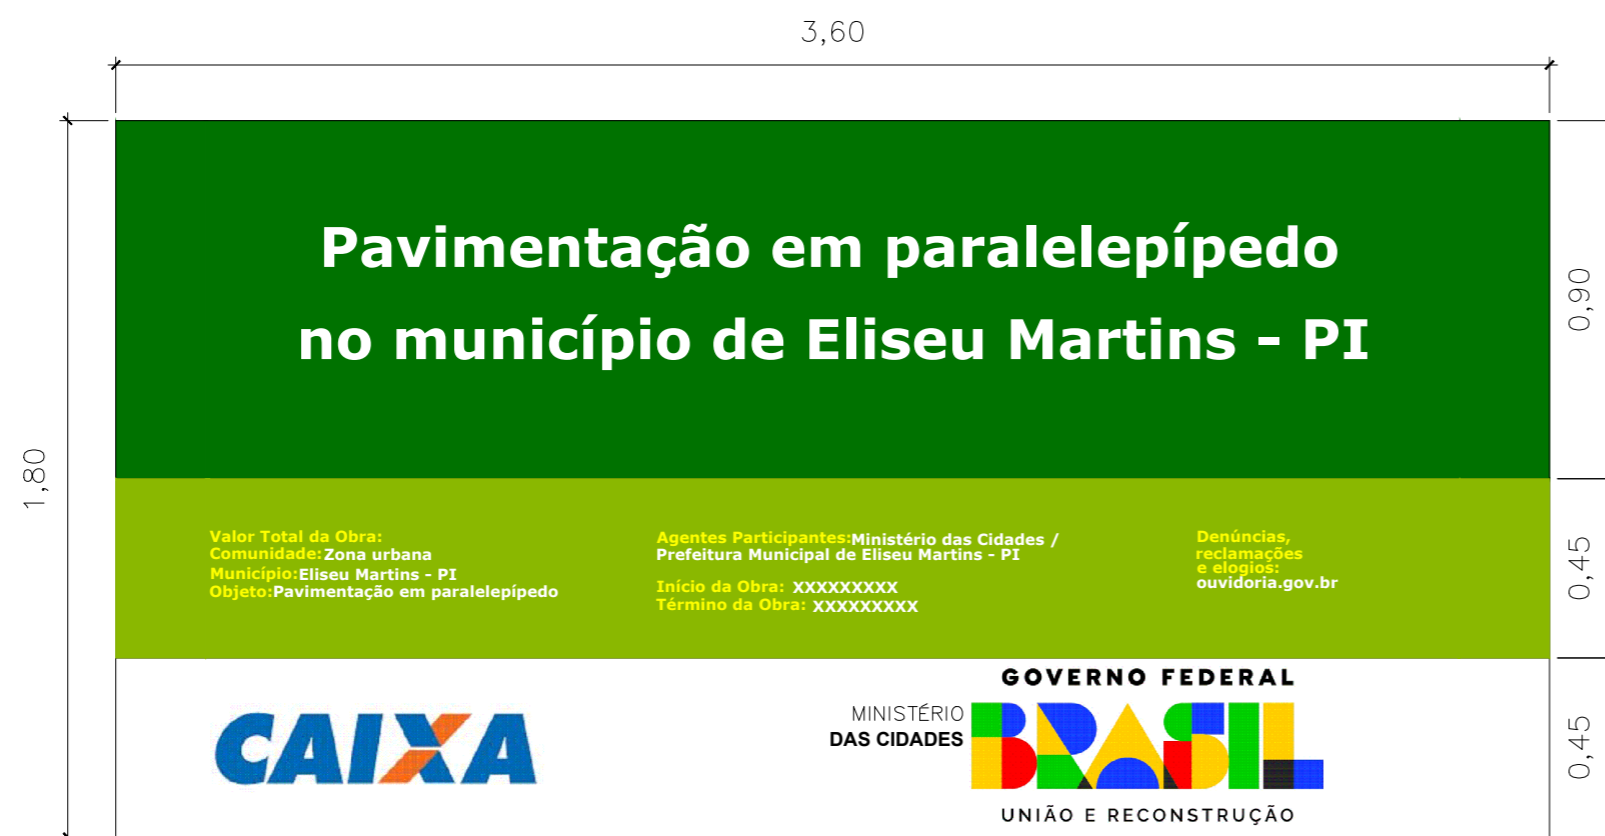 3,60
Pavimentação em paralelepípedo
no município de Eliseu Martins - PI
0,90
1,80
Valor Total da Obra:
Comunidade: Zona urbana
Município: Eliseu Martins - PI
Objeto: Pavimentação em paralelepípedo
Agentes Participantes: Ministério das Cidades /
Prefeitura Municipal de Eliseu Martins - PI
Início da Obra: XXXXXXXXX
Término da Obra: XXXXXXXXX
Denúncias,
reclamações
e elogios:
ouvidoria.gov.br
0,45
CAIXA
MINISTÉRIO
DAS CIDADES
GOVERNO FEDERAL
BRASIL
UNIÃO E RECONSTRUÇÃO
0,45